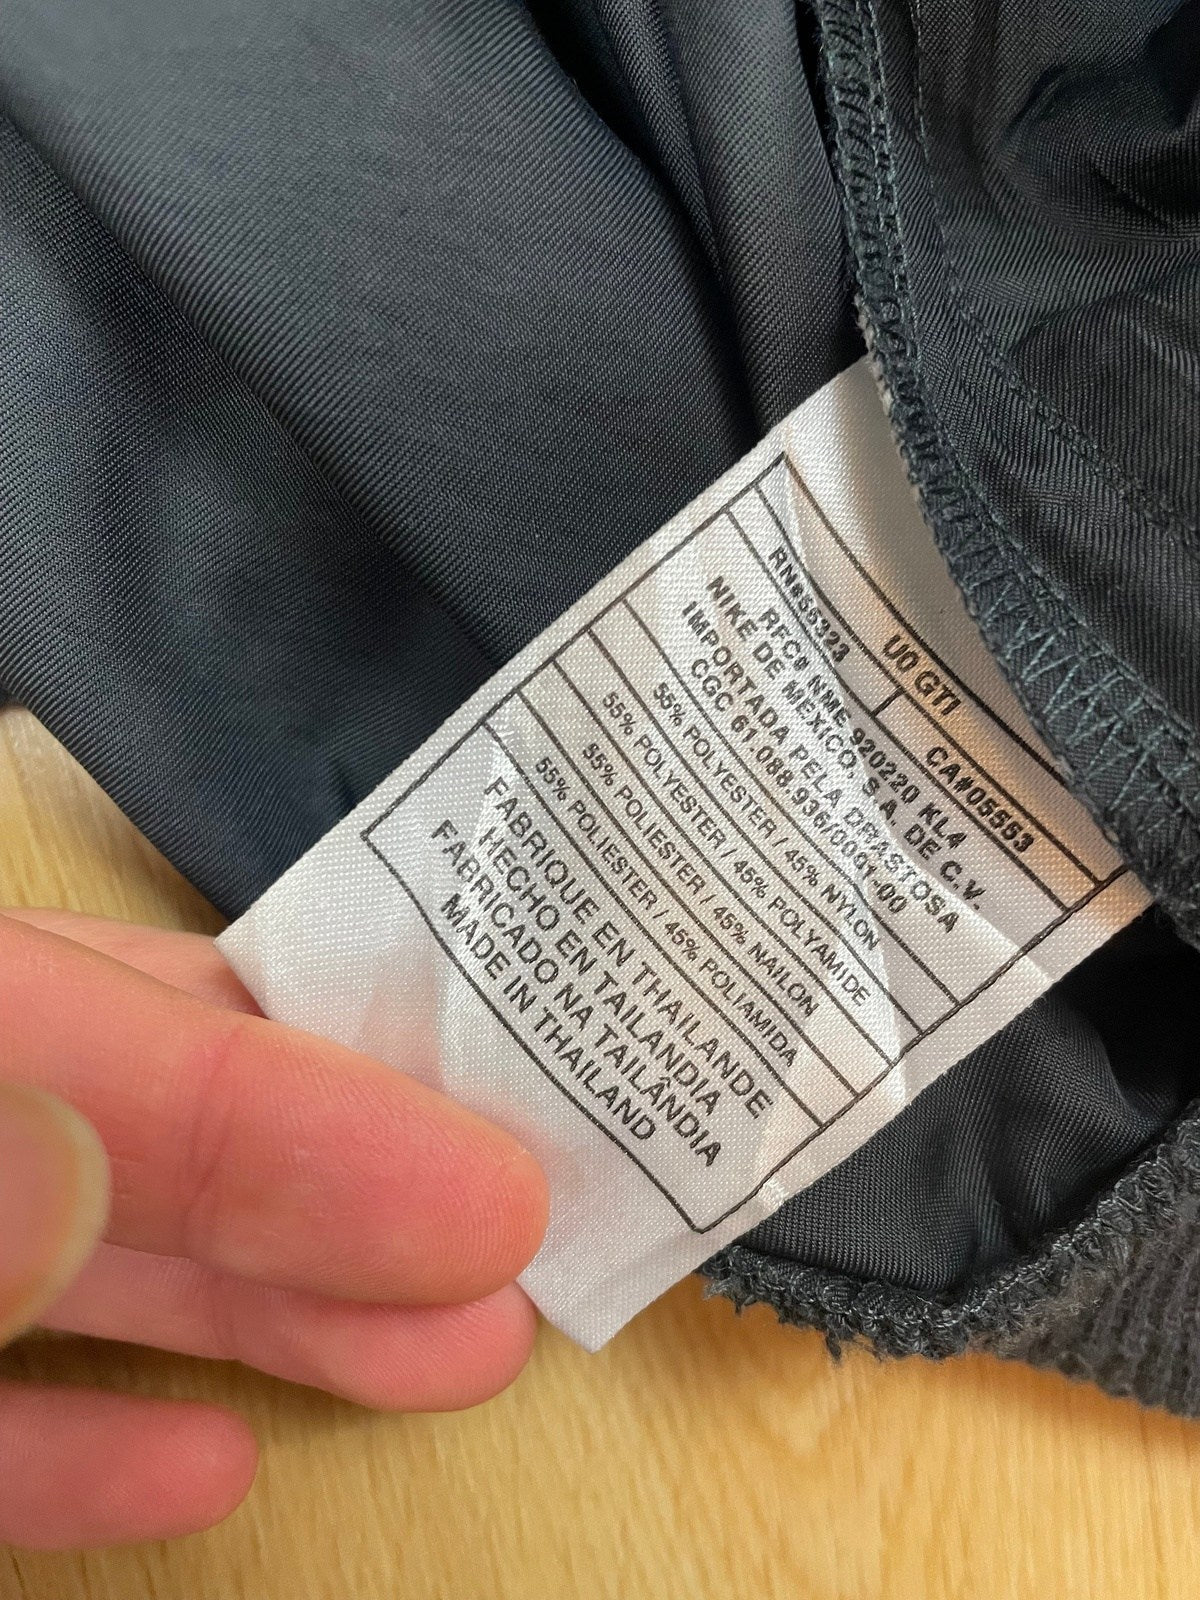 U0 GTI
RN#56323 CA#05553
RFC# NME 920220 KL4
NIKE DE MEXICO, S.A. DE C.V.
IMPORTADA PELA DRASTOSA
CGC 61.088.936/0001-00
55% POLYESTER / 45% NYLON
55% POLYESTER / 45% POLYAMIDE
55% POLIESTER / 45% NAILON
55% POLIESTER / 45% POLIAMIDA
FABRIQUE EN THAILANDE
HECHO EN TAILANDIA
FABRICADO NA TAILÂNDIA
MADE IN THAILAND